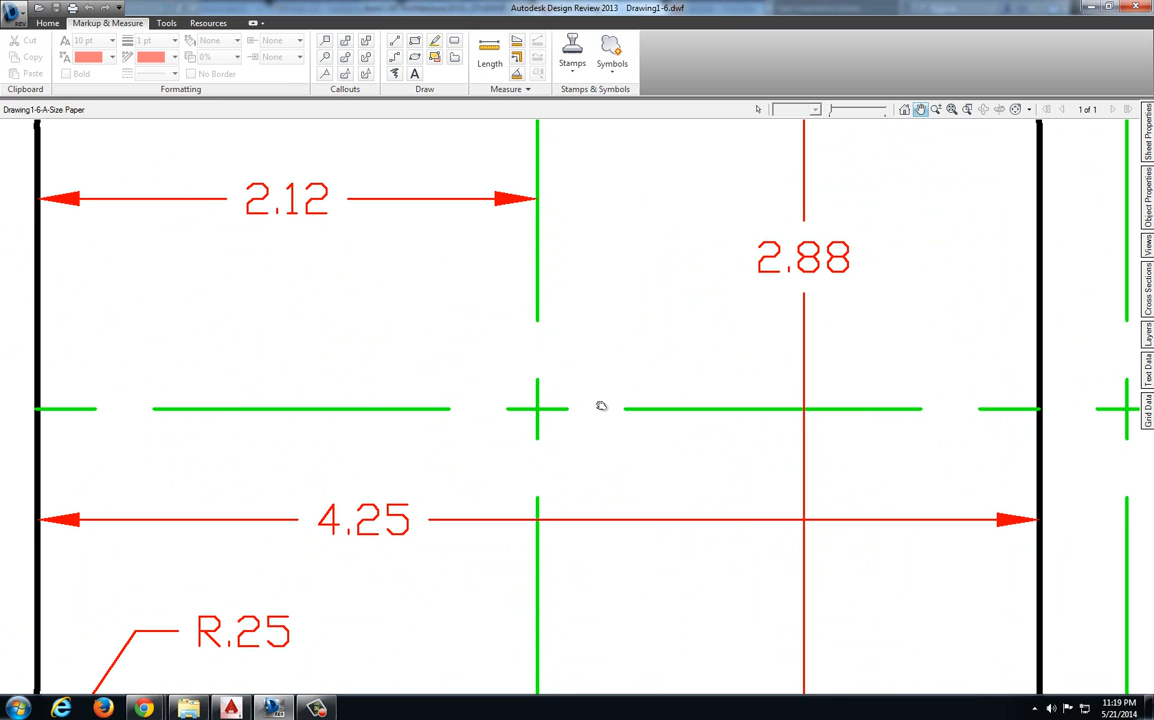 Autodesk Design Review 2013 Drawing1-6.dwf
REV
Home Markup & Measure Tools Resources
Cut 10 pt 1 pt None None
Copy 0% None
Paste Bold No Border Length Stamps Symbols
Clipboard Formatting Callouts Draw Measure Stamps & Symbols
Drawing1-6-A-Size Paper
1 of 1
Sheet Properties
Object Properties
Views
Cross Sections
Layers
Text Data
Grid Data
2.12
2.88
4.25
R.25
11:19 PM
5/21/2014